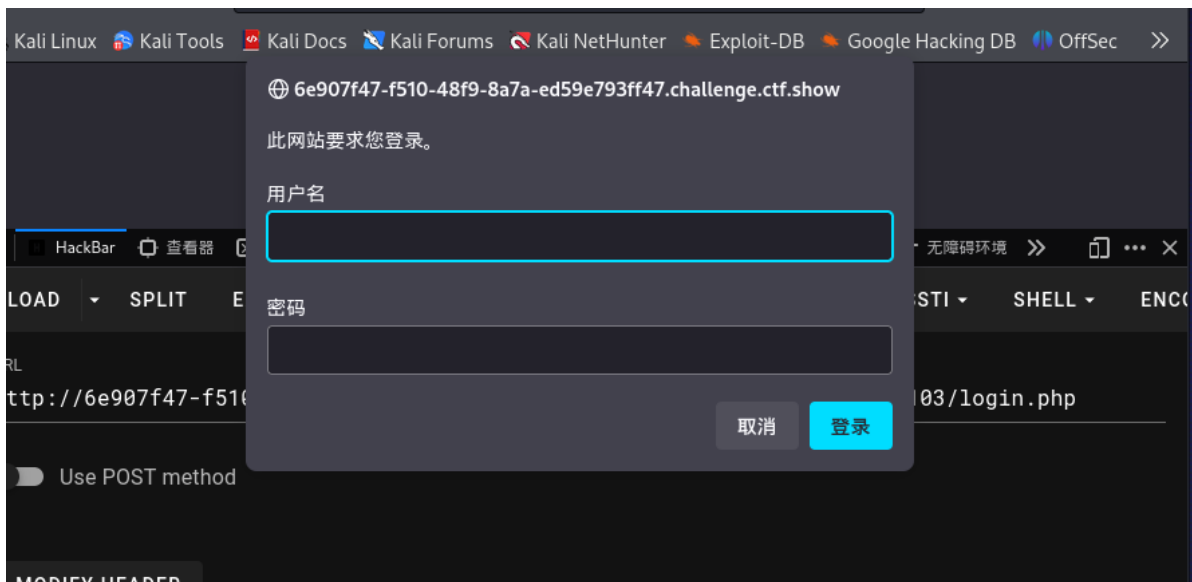 Kali Linux Kali Tools Kali Docs Kali Forums Kali NetHunter Exploit-DB Google Hacking DB OffSec
6e907f47-f510-48f9-8a7a-ed59e793ff47.challenge.ctf.show
此网站要求您登录。
用户名
HackBar 查看器 无障碍环境
LOAD SPLIT E STI SHELL ENC
密码
RL
ttp://6e907f47-f510 103/login.php
取消 登录
Use POST method
MODIFY HEADER